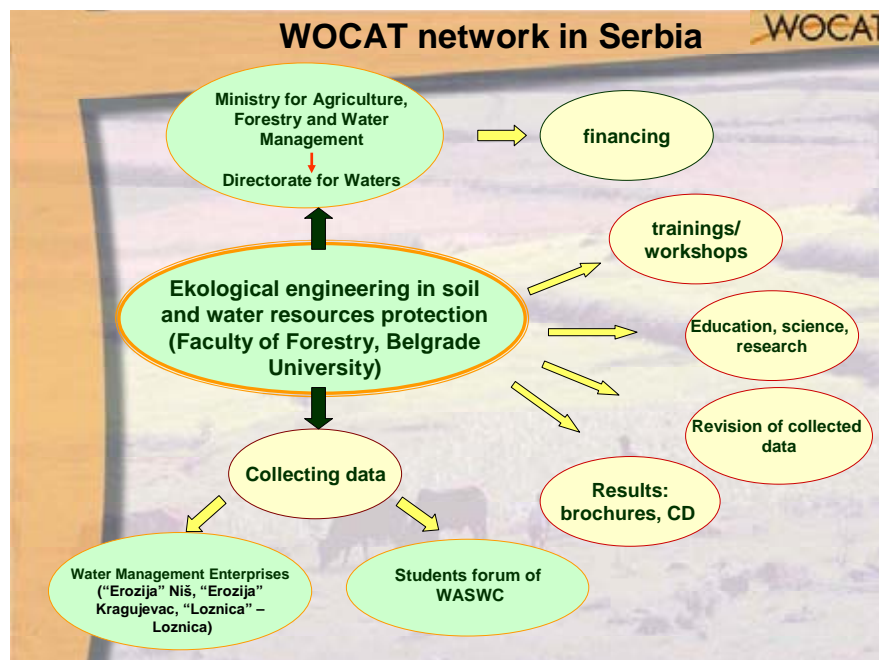 WOCAT network in Serbia
WOCAT
Ministry for Agriculture,
Forestry and Water
Management
Directorate for Waters
financing
trainings/
workshops
Ekological engineering in soil
and water resources protection
(Faculty of Forestry, Belgrade
University)
Education, science,
research
Revision of collected
data
Collecting data
Results:
brochures, CD
Water Management Enterprises
(“Erozija” Niš, “Erozija”
Kragujevac, “Loznica” –
Loznica)
Students forum of
WASWC